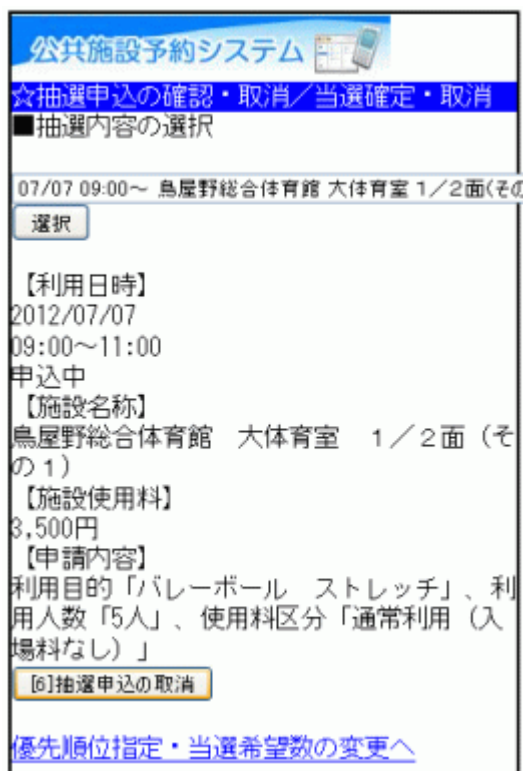 公共施設予約システム
☆抽選申込の確認・取消／当選確定・取消
■抽選内容の選択
07/07 09:00～ 鳥屋野総合体育館 大体育室 1／2面(その
選択
【利用日時】
2012/07/07
09:00～11:00
申込中
【施設名称】
鳥屋野総合体育館　大体育室　1／2面（そ
の1）
【施設使用料】
3,500円
【申請内容】
利用目的「バレーボール　ストレッチ」、利
用人数「5人」、使用料区分「通常利用（入
場料なし）」
[6]抽選申込の取消
優先順位指定・当選希望数の変更へ